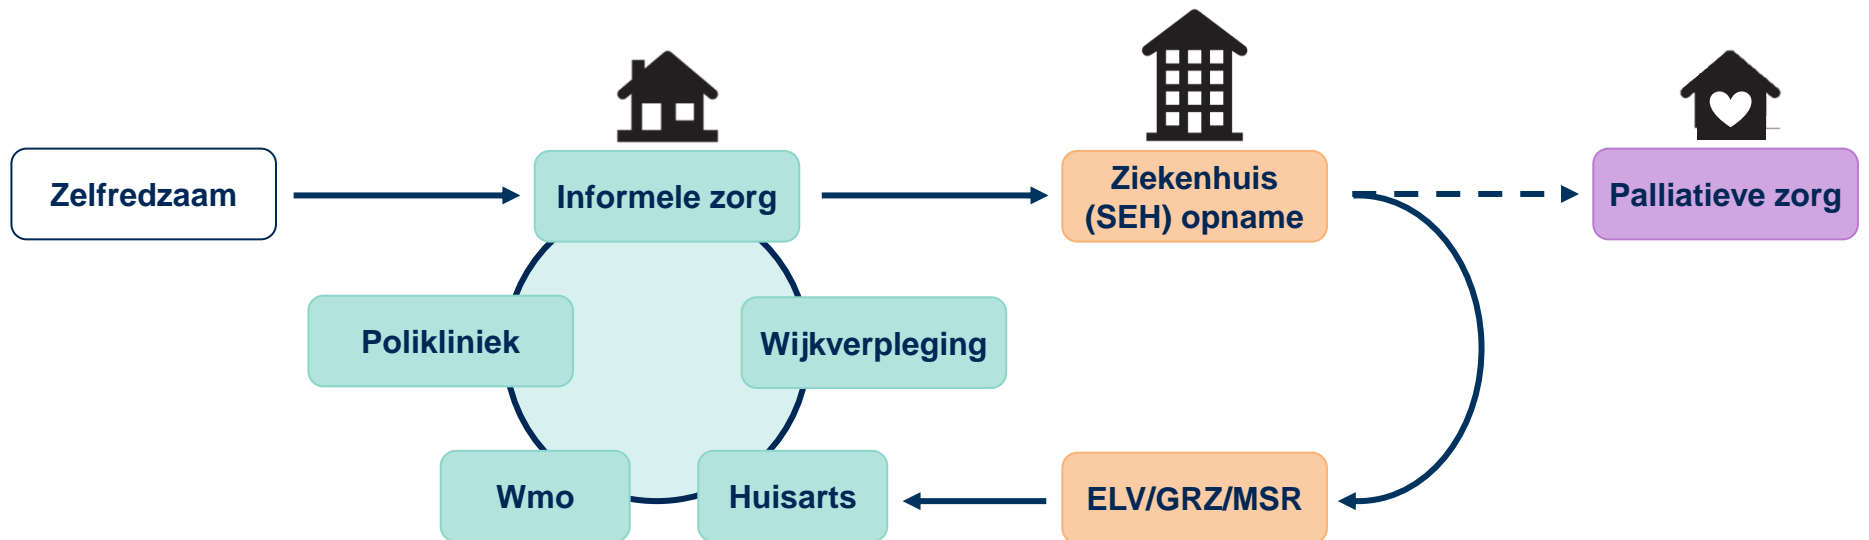 Zelfredzaam
Informele zorg
Ziekenhuis
(SEH) opname
Palliatieve zorg
Polikliniek
Wijkverpleging
Wmo
Huisarts
ELV/GRZ/MSR